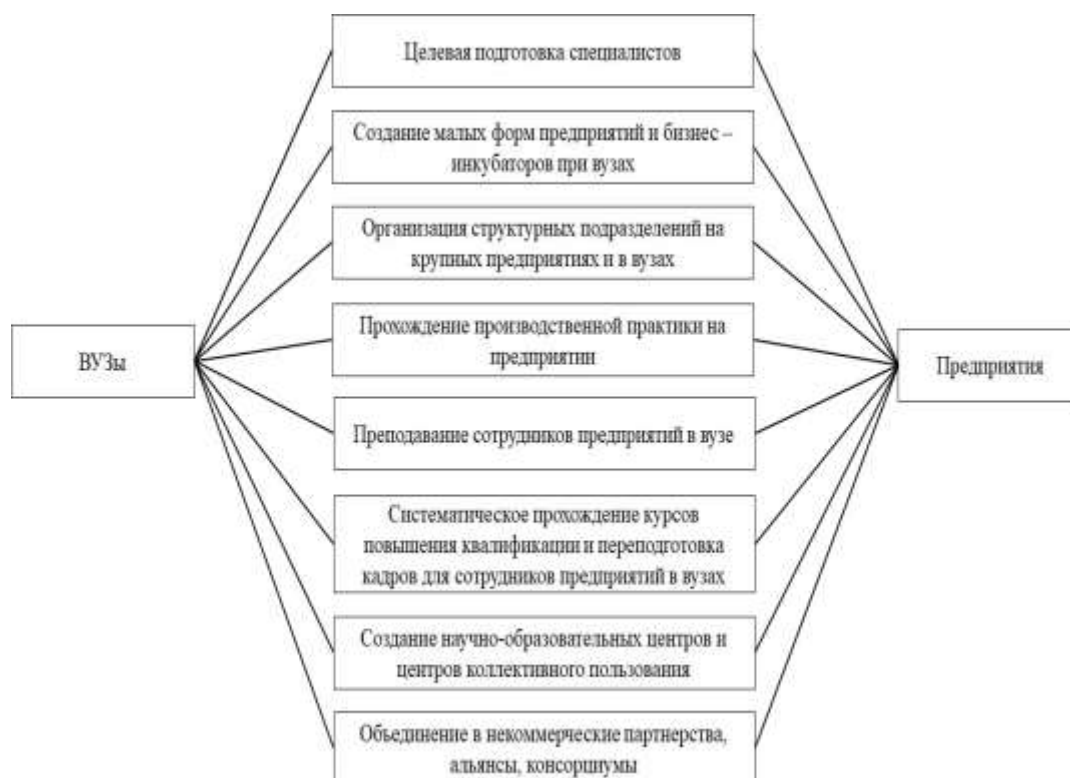 Целевая подготовка специалистов
Создание малых форм предприятий и бизнес –
инкубаторов при вузах
Организация структурных подразделений на
крупных предприятиях и в вузах
Прохождение производственной практики на
предприятии
ВУЗы
Предприятия
Преподавание сотрудников предприятий в вузе
Систематическое прохождение курсов
повышения квалификации и переподготовка
кадров для сотрудников предприятий в вузах
Создание научно-образовательных центров и
центров коллективного пользования
Объединение в некоммерческие партнерства,
альянсы, консорциумы